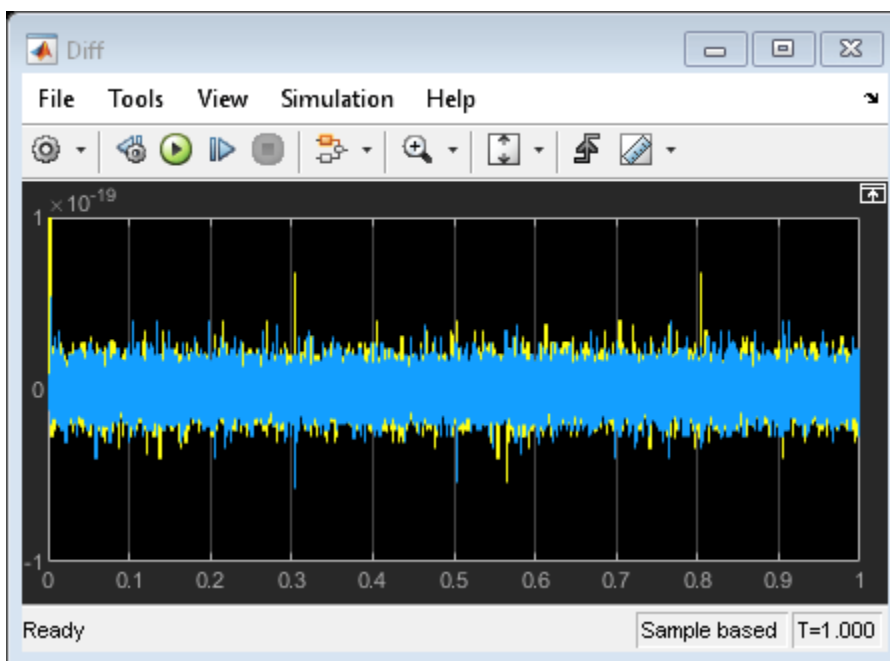 Diff
File Tools View Simulation Help
×10⁻¹⁹
1
0
-1
0 0.1 0.2 0.3 0.4 0.5 0.6 0.7 0.8 0.9 1
Ready Sample based T=1.000